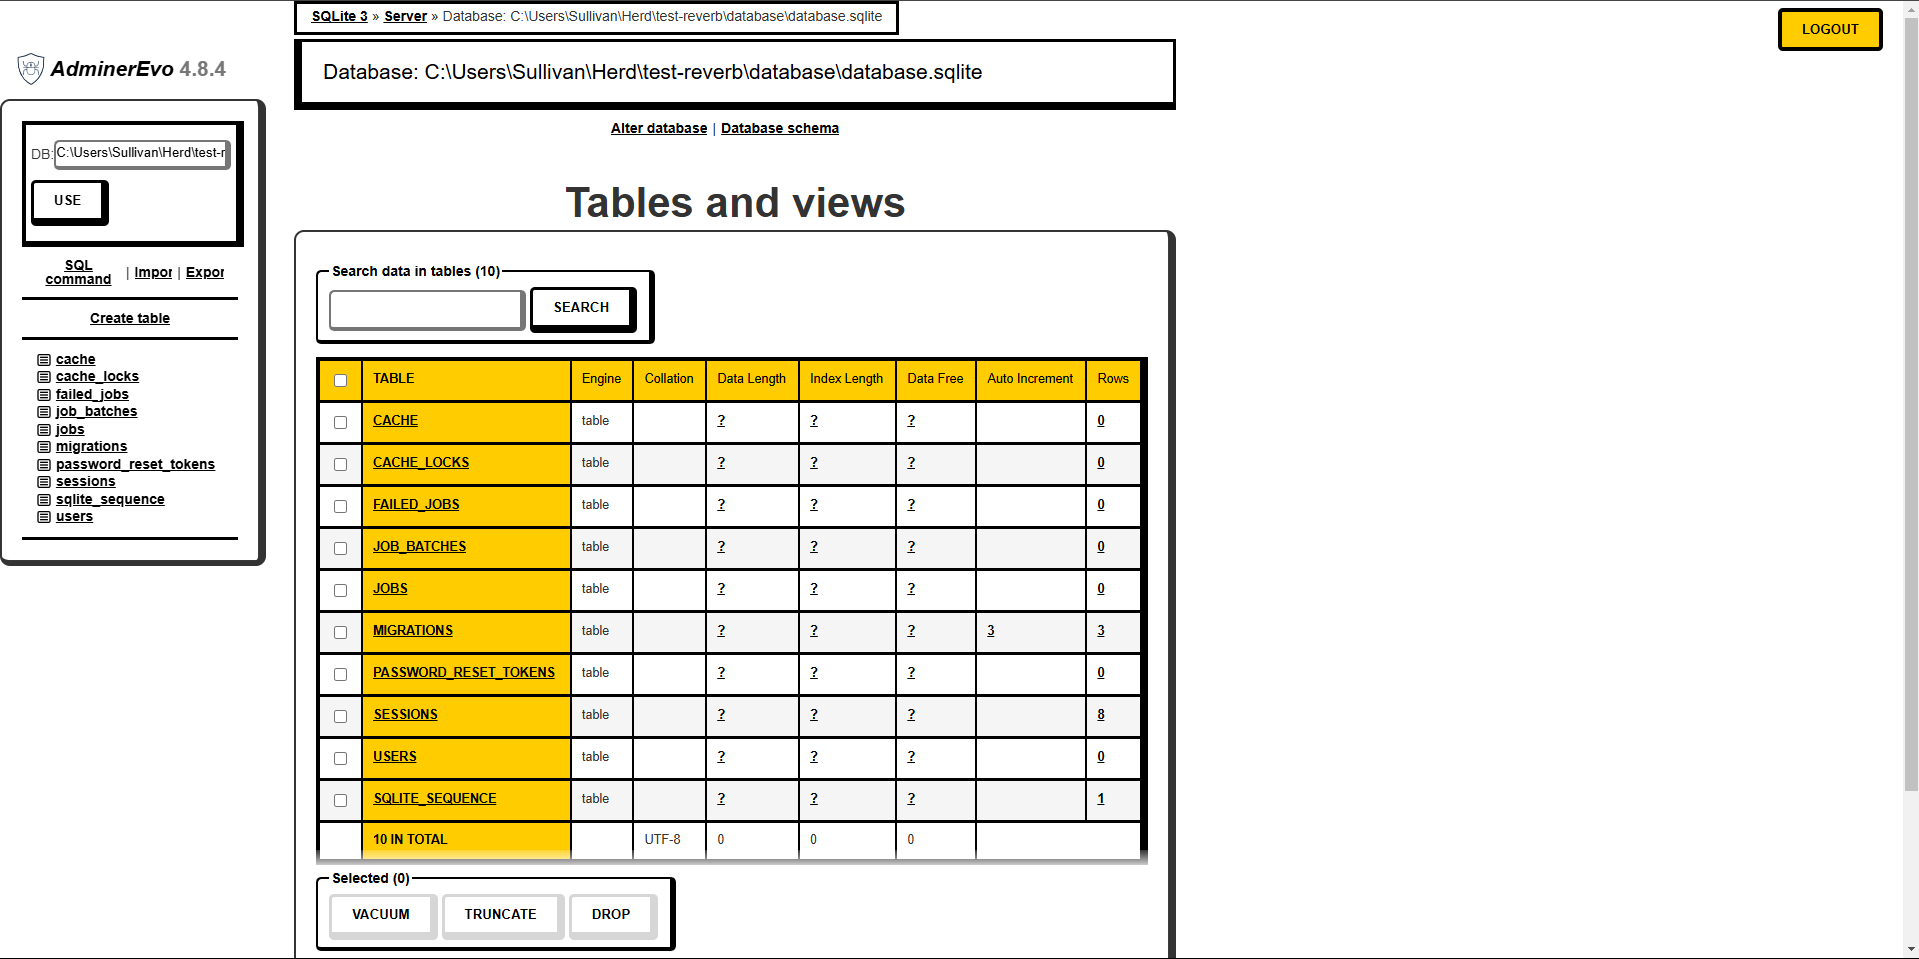 SQLite 3 » Server » Database: C:\Users\Sullivan\Herd\test-reverb\database\database.sqlite
LOGOUT
AdminerEvo 4.8.4
Database: C:\Users\Sullivan\Herd\test-reverb\database\database.sqlite
Alter database | Database schema
DB: C:\Users\Sullivan\Herd\test-r
USE
SQL command | Impor | Expor
Create table
cache
cache_locks
failed_jobs
job_batches
jobs
migrations
password_reset_tokens
sessions
sqlite_sequence
users
Tables and views
Search data in tables (10)
SEARCH
TABLE Engine Collation Data Length Index Length Data Free Auto Increment Rows
CACHE table ? ? ? 0
CACHE_LOCKS table ? ? ? 0
FAILED_JOBS table ? ? ? 0
JOB_BATCHES table ? ? ? 0
JOBS table ? ? ? 0
MIGRATIONS table ? ? ? 3 3
PASSWORD_RESET_TOKENS table ? ? ? 0
SESSIONS table ? ? ? 8
USERS table ? ? ? 0
SQLITE_SEQUENCE table ? ? ? 1
10 IN TOTAL UTF-8 0 0 0
Selected (0)
VACUUM TRUNCATE DROP